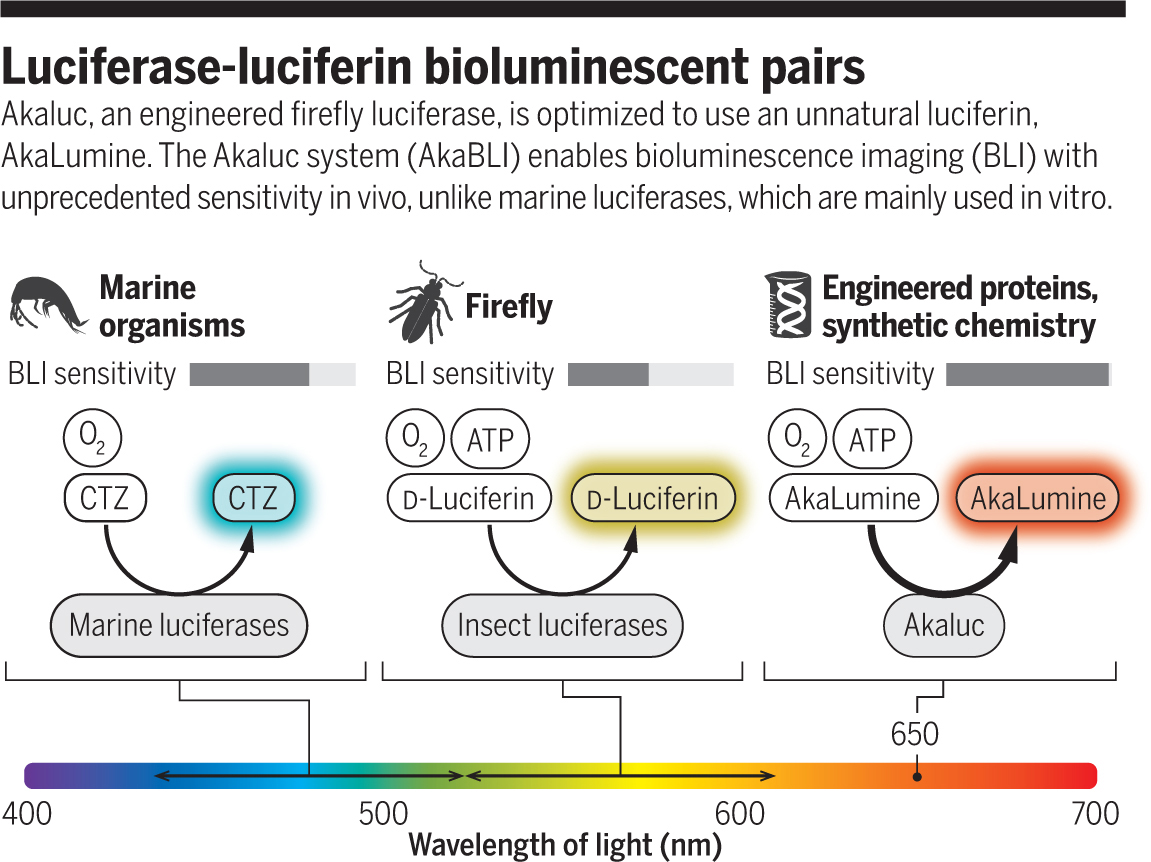 Luciferase-luciferin bioluminescent pairs
Akaluc, an engineered firefly luciferase, is optimized to use an unnatural luciferin,
AkaLumine. The Akaluc system (AkaBLI) enables bioluminescence imaging (BLI) with
unprecedented sensitivity in vivo, unlike marine luciferases, which are mainly used in vitro.
Marine
organisms
BLI sensitivity
O2
CTZ
CTZ
Marine luciferases
Firefly
BLI sensitivity
O2
ATP
D-Luciferin
D-Luciferin
Insect luciferases
Engineered proteins,
synthetic chemistry
BLI sensitivity
O2
ATP
AkaLumine
AkaLumine
Akaluc
650
400
500
600
700
Wavelength of light (nm)